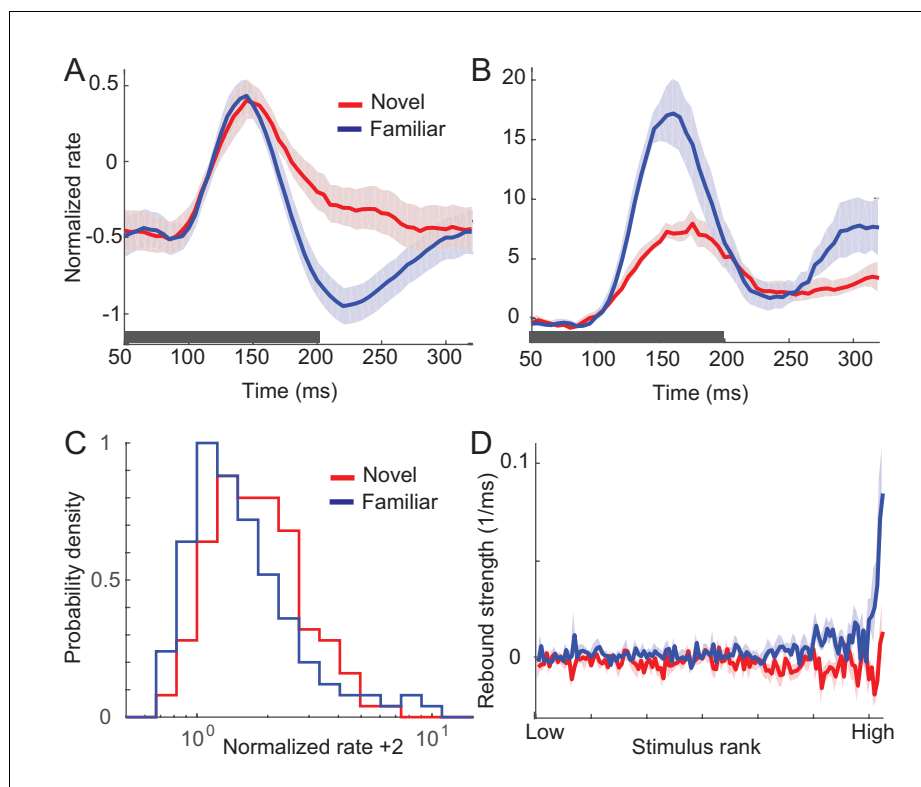 A
B
0.5
0
-0.5
-1
Normalized rate
Novel
Familiar
50 100 150 200 250 300
Time (ms)
20
15
10
5
0
50 100 150 200 250 300
Time (ms)
C
D
1
0.5
0
Probability density
Novel
Familiar
10^0 10^1
Normalized rate +2
0.1
0
Rebound strength (1/ms)
Low High
Stimulus rank